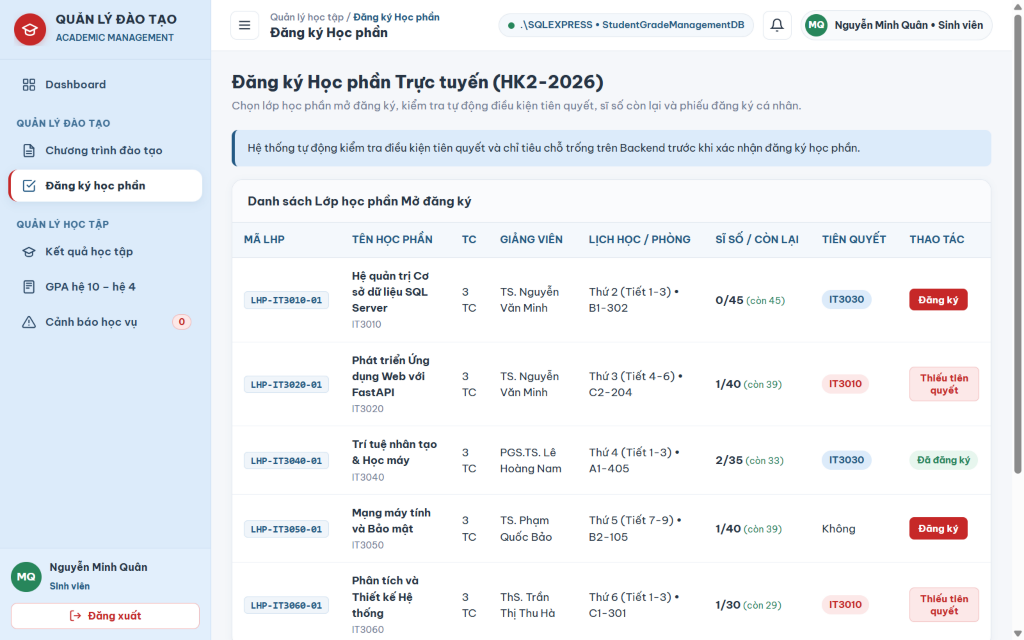 QUẢN LÝ ĐÀO TẠO
ACADEMIC MANAGEMENT
Dashboard
QUẢN LÝ ĐÀO TẠO
Chương trình đào tạo
Đăng ký học phần
QUẢN LÝ HỌC TẬP
Kết quả học tập
GPA hệ 10 – hệ 4
Cảnh báo học vụ
0
MQ
Nguyễn Minh Quân
Sinh viên
Đăng xuất
Quản lý học tập / Đăng ký Học phần
Đăng ký Học phần
.\SQLEXPRESS • StudentGradeManagementDB
MQ
Nguyễn Minh Quân • Sinh viên
Đăng ký Học phần Trực tuyến (HK2-2026)
Chọn lớp học phần mở đăng ký, kiểm tra tự động điều kiện tiên quyết, sĩ số còn lại và phiếu đăng ký cá nhân.
Hệ thống tự động kiểm tra điều kiện tiên quyết và chỉ tiêu chỗ trống trên Backend trước khi xác nhận đăng ký học phần.
Danh sách Lớp học phần Mở đăng ký
MÃ LHP TÊN HỌC PHẦN TC GIẢNG VIÊN LỊCH HỌC / PHÒNG SĨ SỐ / CÒN LẠI TIÊN QUYẾT THAO TÁC
LHP-IT3010-01
Hệ quản trị Cơ
sở dữ liệu SQL
Server
IT3010
3
TC
TS. Nguyễn
Văn Minh
Thứ 2 (Tiết 1-3) •
B1-302
0/45 (còn 45)
IT3030
Đăng ký
LHP-IT3020-01
Phát triển Ứng
dụng Web với
FastAPI
IT3020
3
TC
TS. Nguyễn
Văn Minh
Thứ 3 (Tiết 4-6) •
C2-204
1/40 (còn 39)
IT3010
Thiếu tiên
quyết
LHP-IT3040-01
Trí tuệ nhân tạo
& Học máy
IT3040
3
TC
PGS.TS. Lê
Hoàng Nam
Thứ 4 (Tiết 1-3) •
A1-405
2/35 (còn 33)
IT3030
Đã đăng ký
LHP-IT3050-01
Mạng máy tính
và Bảo mật
IT3050
3
TC
TS. Phạm
Quốc Bảo
Thứ 5 (Tiết 7-9) •
B2-105
1/40 (còn 39)
Không
Đăng ký
LHP-IT3060-01
Phân tích và
Thiết kế Hệ
thống
IT3060
3
TC
ThS. Trần
Thị Thu Hà
Thứ 6 (Tiết 1-3) •
C1-301
1/30 (còn 29)
IT3010
Thiếu tiên
quyết